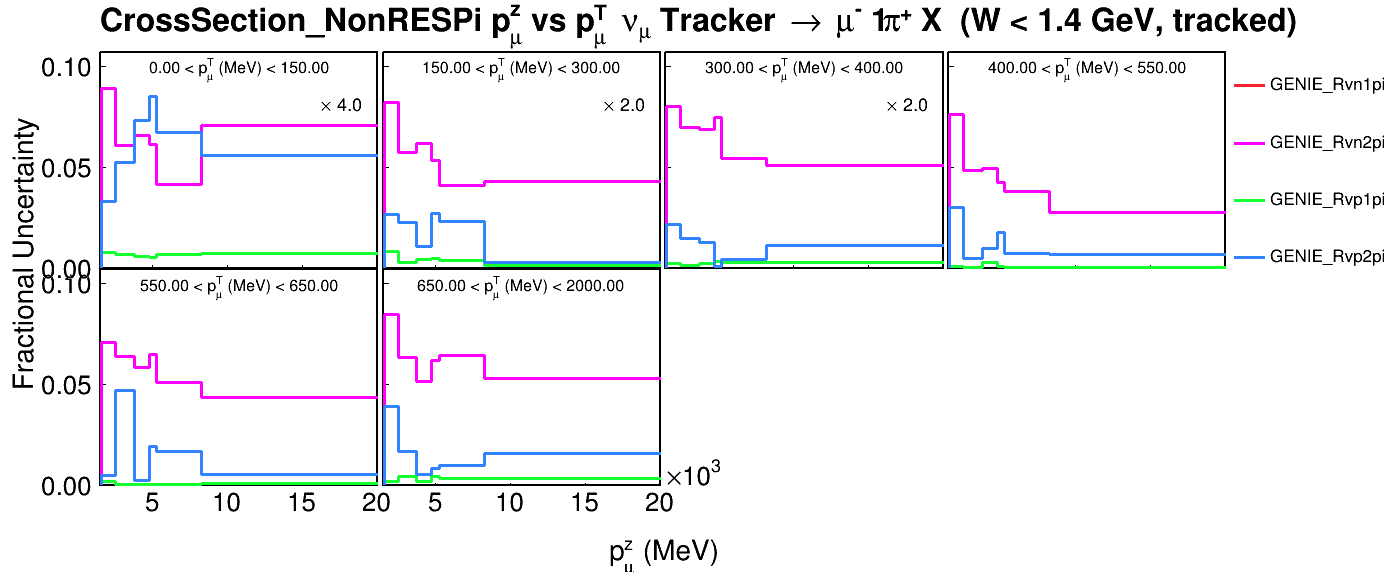 CrossSection_NonRESPi p^z_μ vs p^T_μ ν_μ Tracker → μ^- 1π^+ X (W < 1.4 GeV, tracked)
Fractional Uncertainty
0.10
0.05
0.00
0.00 < p^T_μ (MeV) < 150.00
× 4.0
150.00 < p^T_μ (MeV) < 300.00
× 2.0
300.00 < p^T_μ (MeV) < 400.00
× 2.0
400.00 < p^T_μ (MeV) < 550.00
GENIE_Rvn1pi
GENIE_Rvn2pi
GENIE_Rvp1pi
GENIE_Rvp2pi
0.10
0.05
0.00
550.00 < p^T_μ (MeV) < 650.00
650.00 < p^T_μ (MeV) < 2000.00
5 10 15 20
5 10 15 20
×10^3
p^z_μ (MeV)